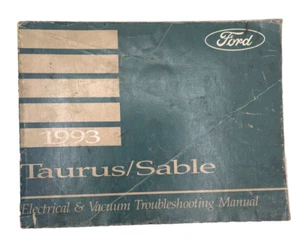 Ford
1993
Taurus/Sable
Electrical & Vacuum Troubleshooting Manual